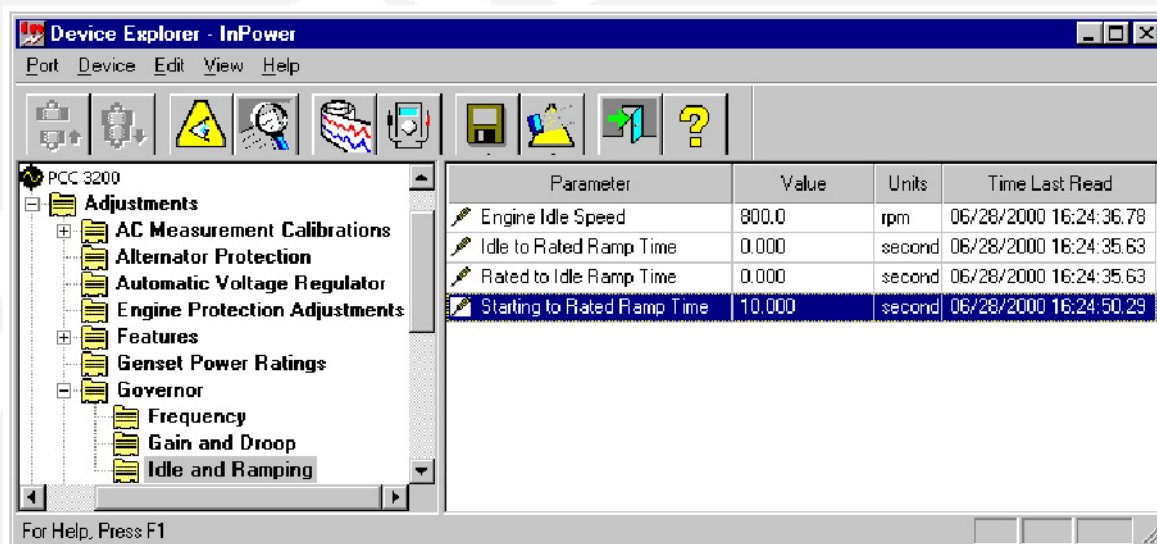 Device Explorer - InPower
Port Device Edit View Help
PCC 3200
Adjustments
AC Measurement Calibrations
Alternator Protection
Automatic Voltage Regulator
Engine Protection Adjustments
Features
Genset Power Ratings
Governor
Frequency
Gain and Droop
Idle and Ramping
Parameter Value Units Time Last Read
Engine Idle Speed 800.0 rpm 06/28/2000 16:24:36.78
Idle to Rated Ramp Time 0.000 second 06/28/2000 16:24:35.63
Rated to Idle Ramp Time 0.000 second 06/28/2000 16:24:35.63
Starting to Rated Ramp Time 10.000 second 06/28/2000 16:24:50.29
For Help, Press F1